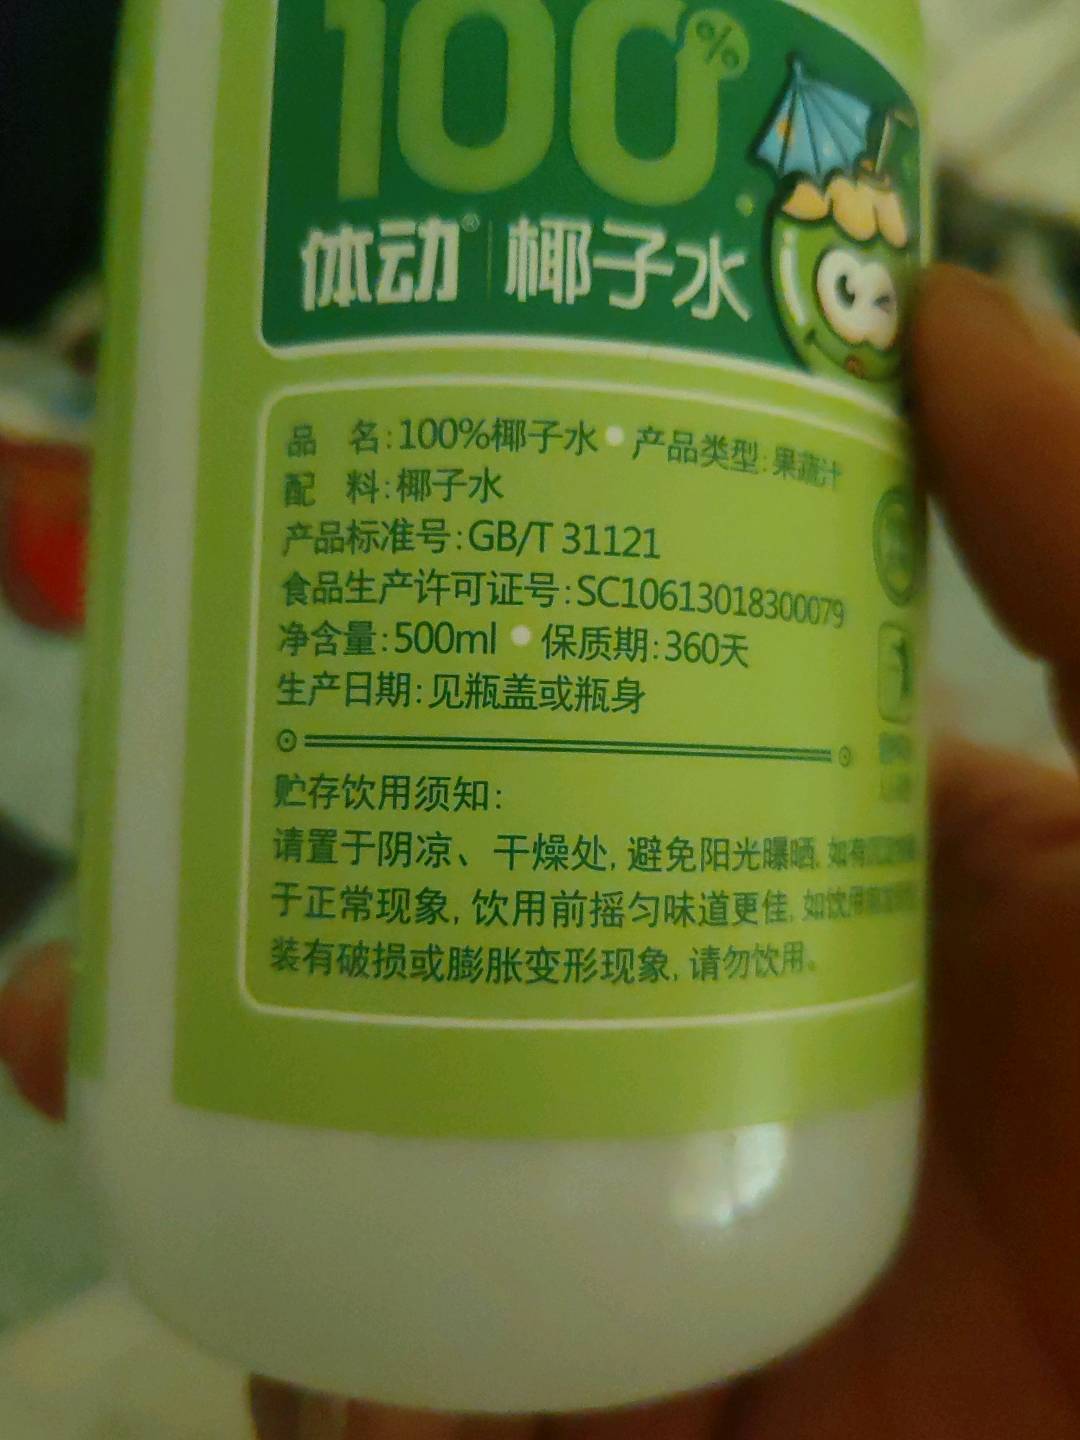 100%
体动® 椰子水
品 名:100%椰子水•产品类型:果蔬汁
配 料:椰子水
产品标准号:GB/T 31121
食品生产许可证号:SC10613018300079
净含量:500ml•保质期:360天
生产日期:见瓶盖或瓶身
贮存饮用须知:
请置于阴凉、干燥处,避免阳光曝晒.如有
于正常现象,饮用前摇匀味道更佳,如饮用
装有破损或膨胀变形现象,请勿饮用。